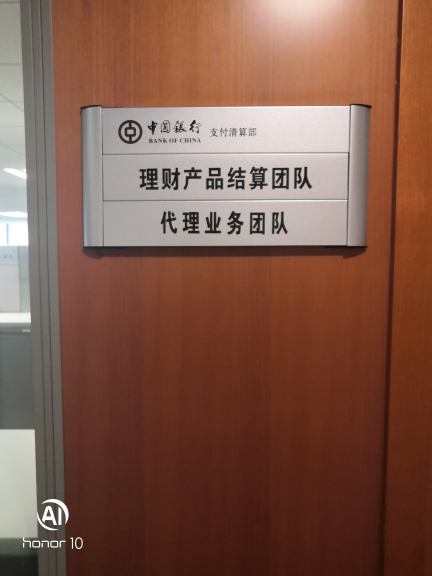 中国银行 支付清算部
BANK OF CHINA
理财产品结算团队
代理业务团队
AI
honor 10